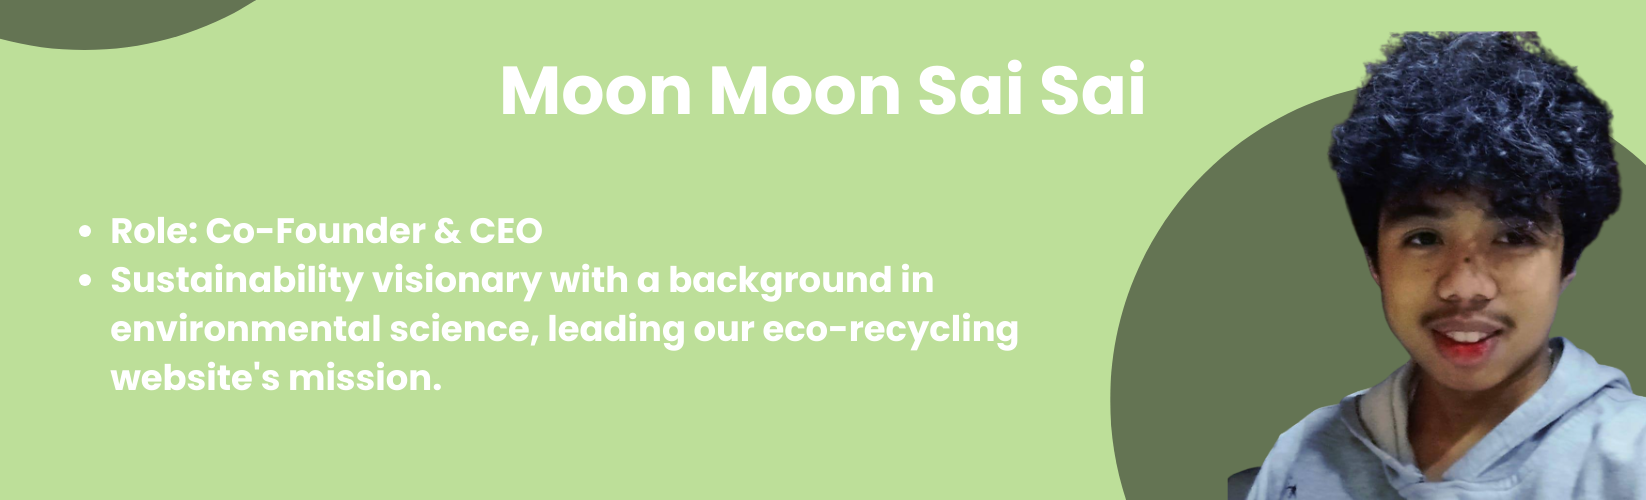 Moon Moon Sai Sai
• Role: Co-Founder & CEO
• Sustainability visionary with a background in
environmental science, leading our eco-recycling
website's mission.